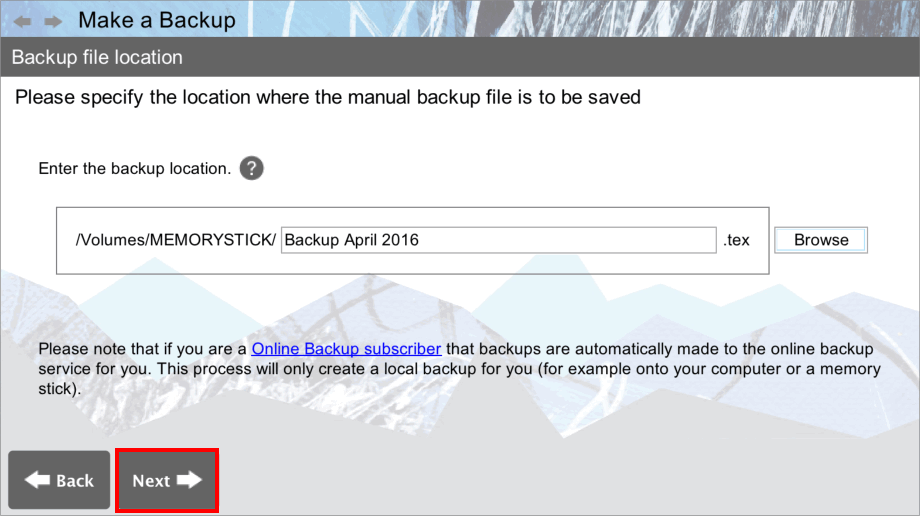 Make a Backup
Backup file location
Please specify the location where the manual backup file is to be saved
Enter the backup location. ?
/Volumes/MEMORYSTICK/ Backup April 2016 .tex Browse
Please note that if you are a Online Backup subscriber that backups are automatically made to the online backup
service for you. This process will only create a local backup for you (for example onto your computer or a memory
stick).
Back Next